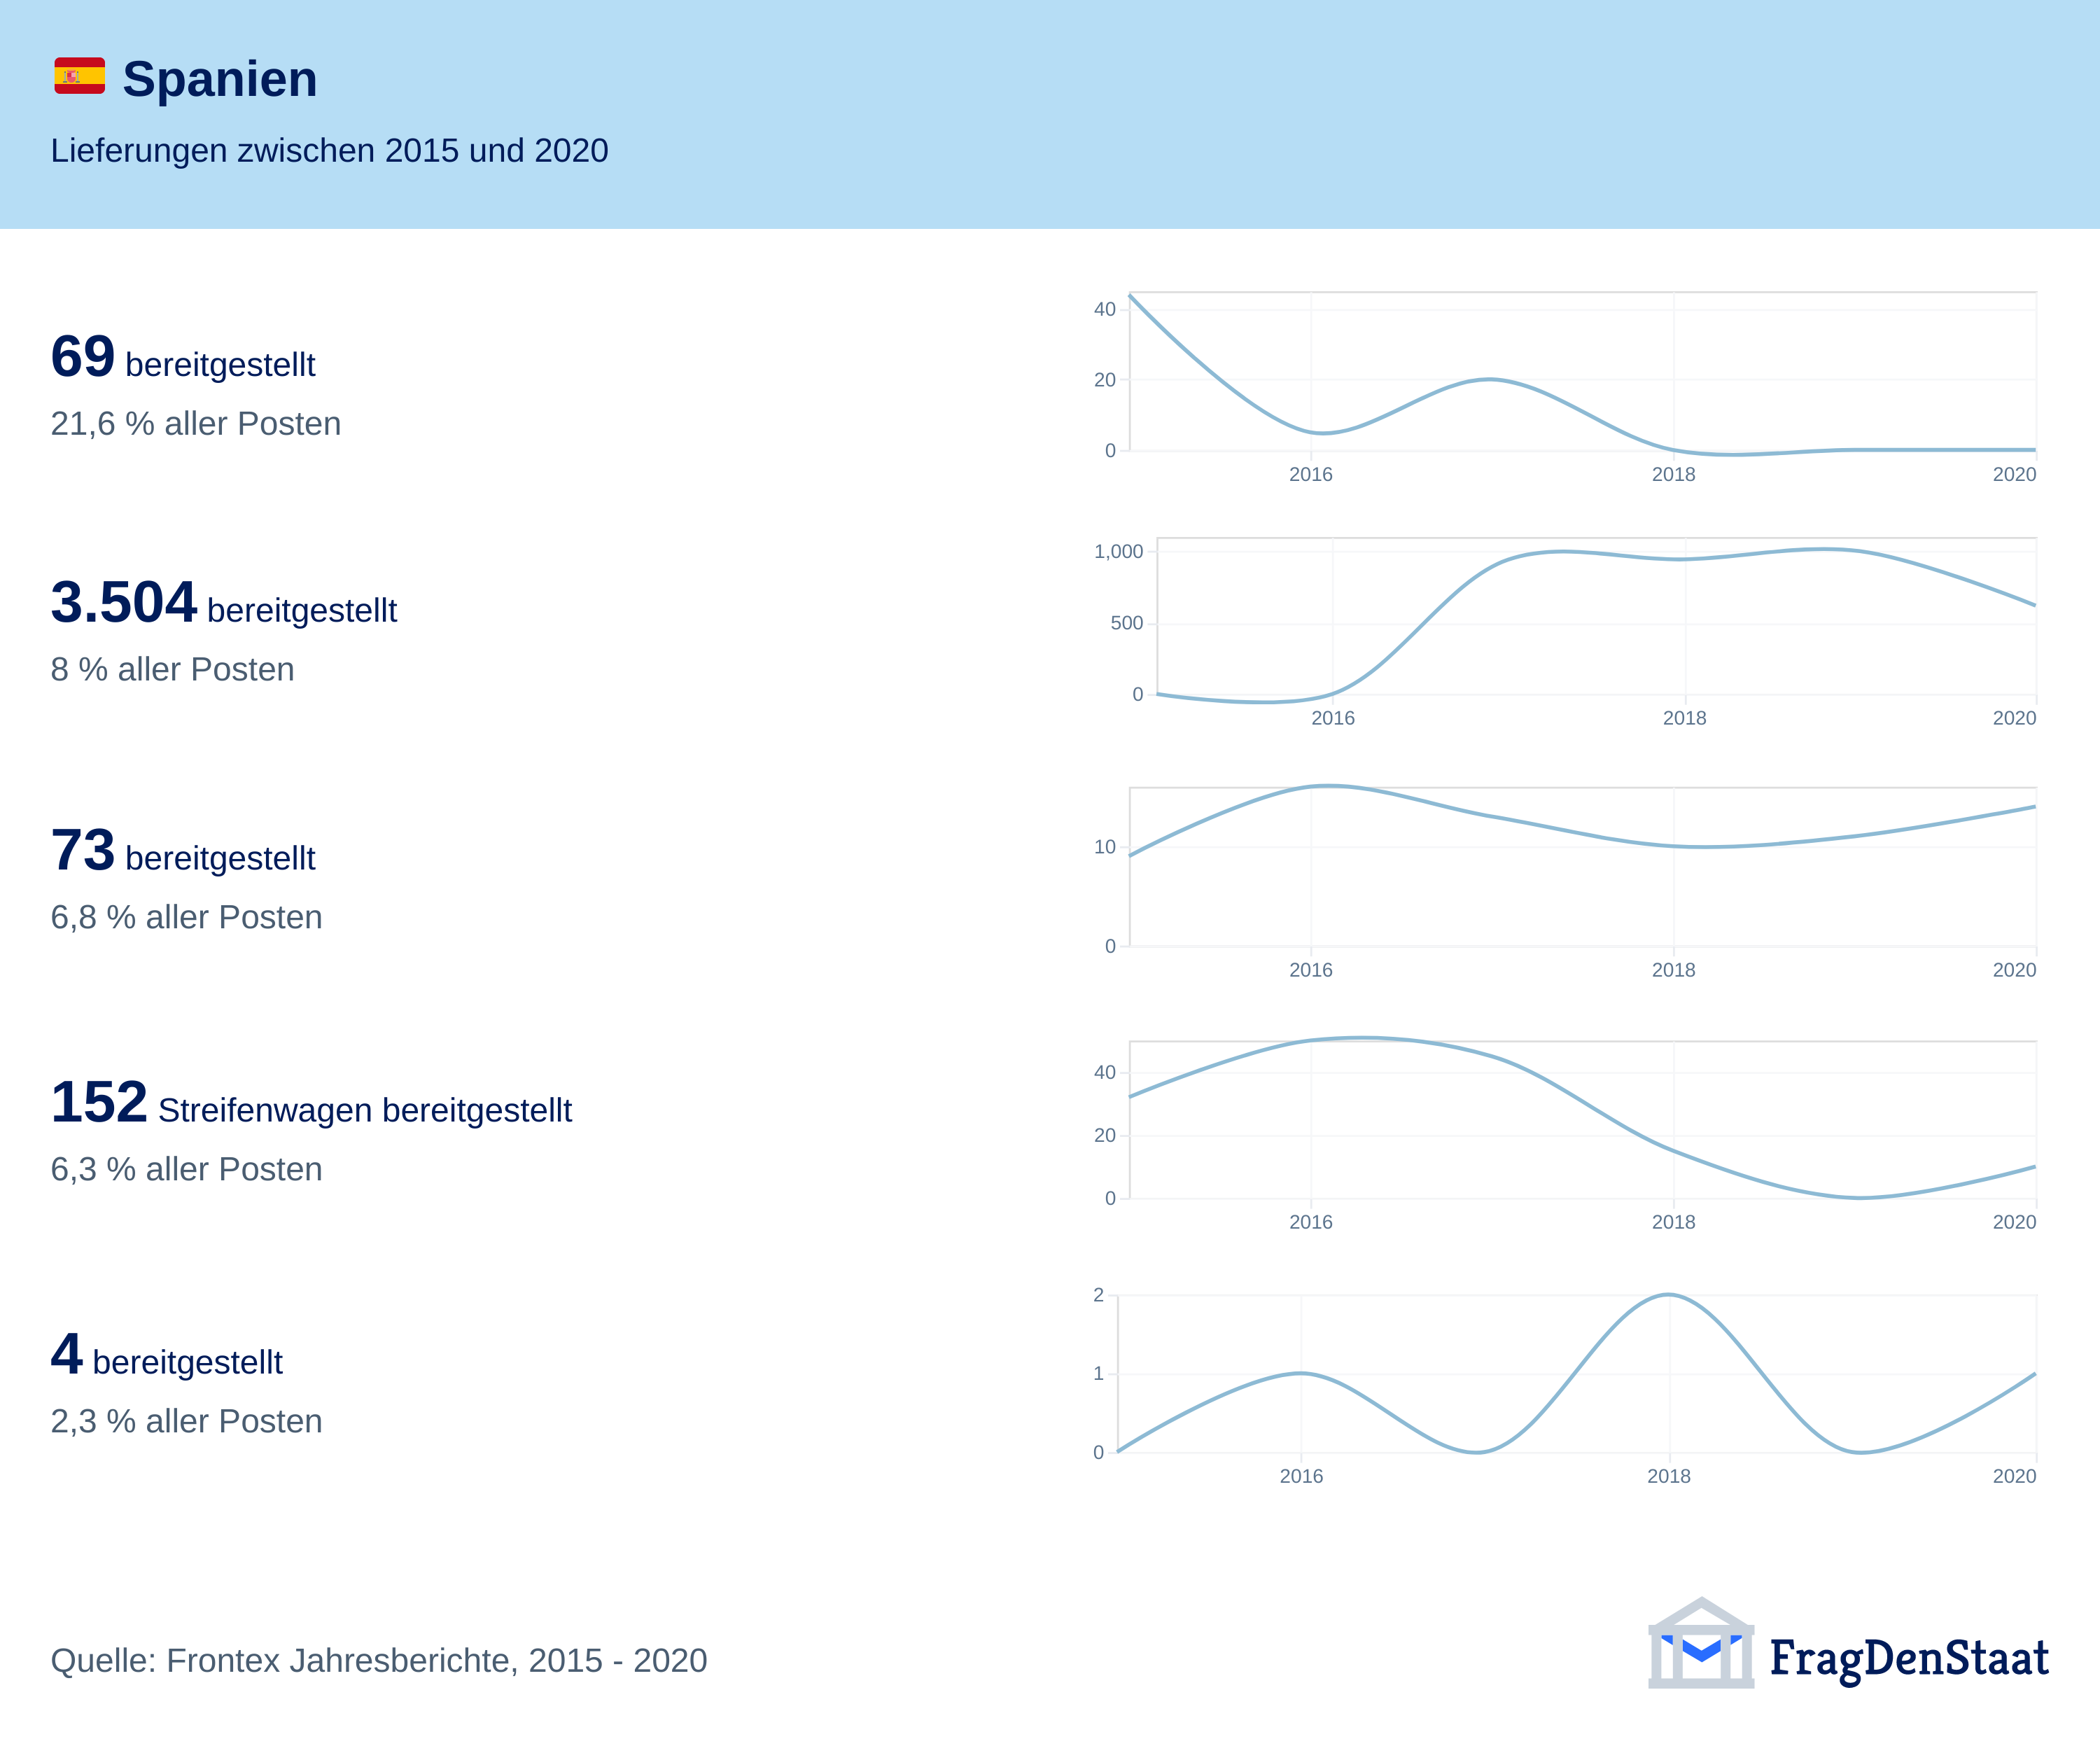 Spanien
Lieferungen zwischen 2015 und 2020
69 bereitgestellt
21,6 % aller Posten
40
20
0
2016 2018 2020
3.504 bereitgestellt
8 % aller Posten
1,000
500
0
2016 2018 2020
73 bereitgestellt
6,8 % aller Posten
10
0
2016 2018 2020
152 Streifenwagen bereitgestellt
6,3 % aller Posten
40
20
0
2016 2018 2020
4 bereitgestellt
2,3 % aller Posten
2
1
0
2016 2018 2020
Quelle: Frontex Jahresberichte, 2015 - 2020
FragDenStaat